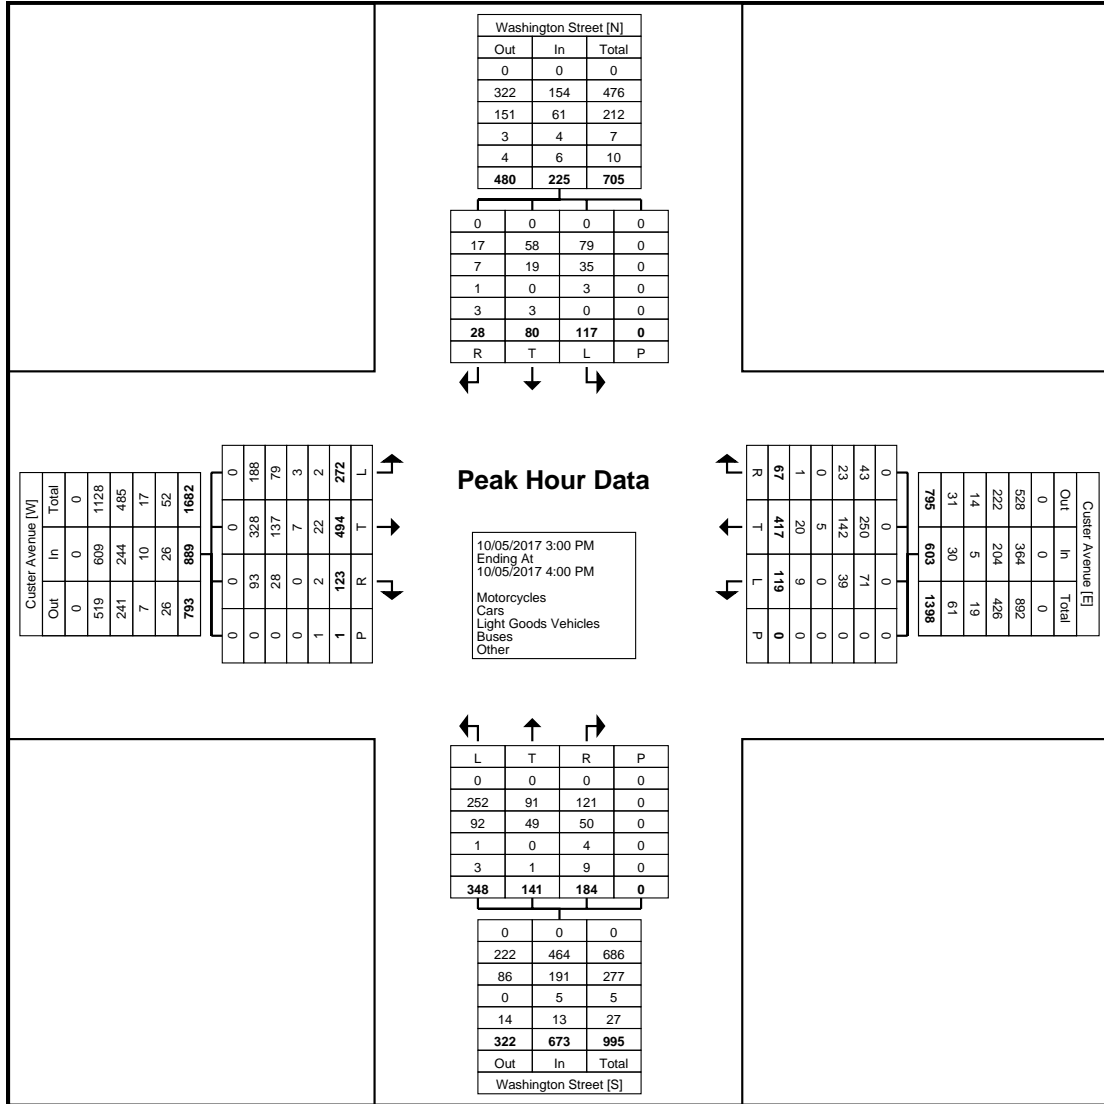 Washington Street [N]
Out In Total
0 0 0
322 154 476
151 61 212
3 4 7
4 6 10
480 225 705
0 0 0 0
17 58 79 0
7 19 35 0
1 0 3 0
3 3 0 0
28 80 117 0
R T L P
Custer Avenue [W]
Out In Total
0 0 0
519 609 1128
241 244 485
7 10 17
26 26 52
793 889 1682
0 0 0 0
188 328 93 0
79 137 28 0
3 7 0 0
2 22 2 1
272 494 123 1
L T R P
Peak Hour Data
10/05/2017 3:00 PM
Ending At
10/05/2017 4:00 PM
Motorcycles
Cars
Light Goods Vehicles
Buses
Other
Custer Avenue [E]
Out In Total
0 0 0
528 364 892
222 204 426
14 5 19
31 30 61
795 603 1398
0 0 0 0
43 250 71 0
23 142 39 0
0 5 0 0
1 20 9 0
67 417 119 0
R T L P
L T R P
0 0 0 0
252 91 121 0
92 49 50 0
1 0 4 0
3 1 9 0
348 141 184 0
0 0 0
222 464 686
86 191 277
0 5 5
14 13 27
322 673 995
Out In Total
Washington Street [S]